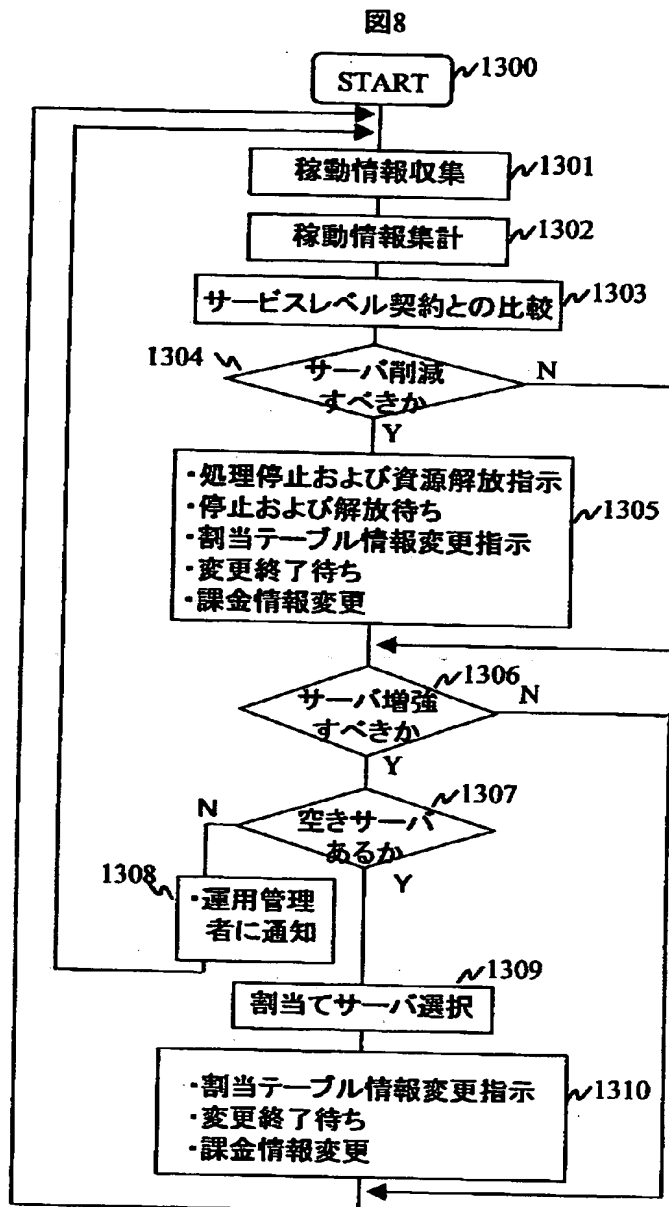 図8
START
1300
稼動情報収集
1301
稼動情報集計
1302
サービスレベル契約との比較
1303
1304
サーバ削減
すべきか
N
Y
・処理停止および資源解放指示
・停止および解放待ち
・割当テーブル情報変更指示
・変更終了待ち
・課金情報変更
1305
サーバ増強
すべきか
1306
N
Y
空きサーバ
あるか
1307
N
Y
1308
・運用管理
者に通知
1309
割当てサーバ選択
・割当テーブル情報変更指示
・変更終了待ち
・課金情報変更
1310